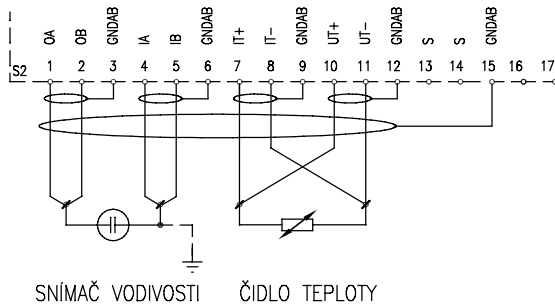 OA OB GNDAB IA IB GNDAB IT+ IT- GNDAB UT+ UT- GNDAB S S GNDAB
S2 1 2 3 4 5 6 7 8 9 10 11 12 13 14 15 16 17
SNÍMAČ VODIVOSTI ČIDLO TEPLOTY